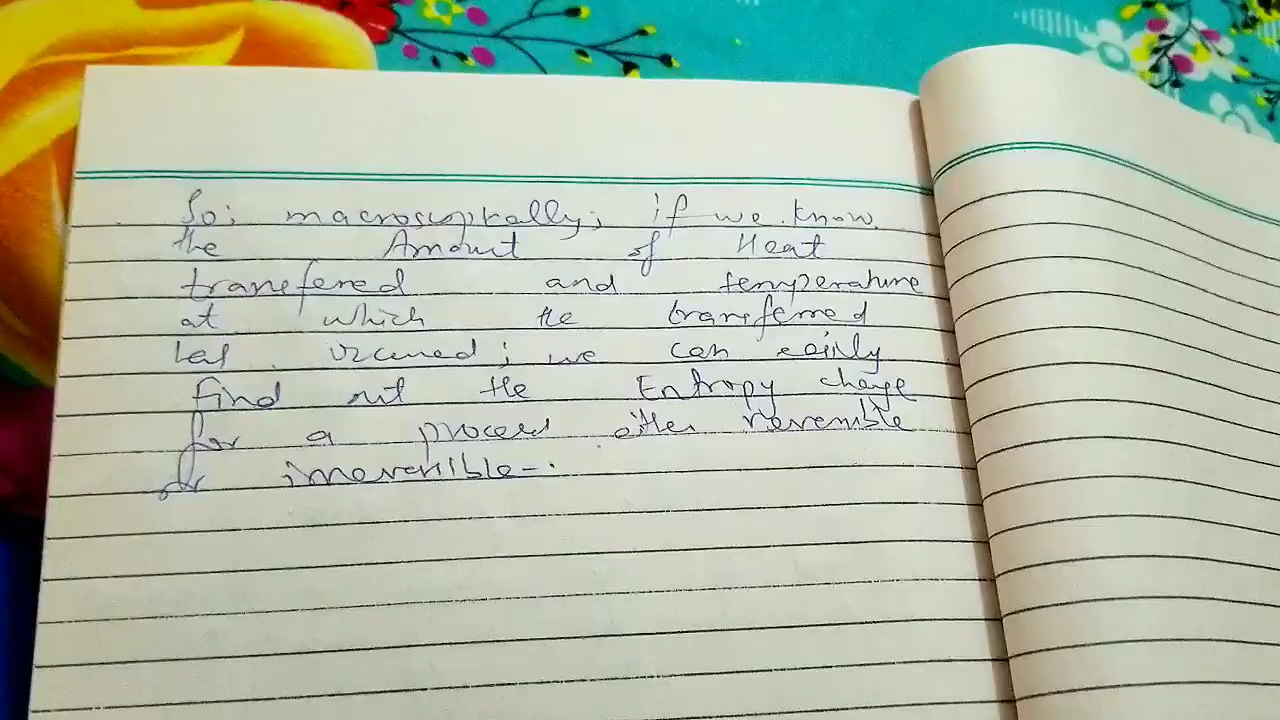 So; macroscopically; if we know
the Amount of Heat
transfered and temperature
at which the transferred
has occured; we can easily
find out the Entropy change
for a process either reversible
or irreversible-.